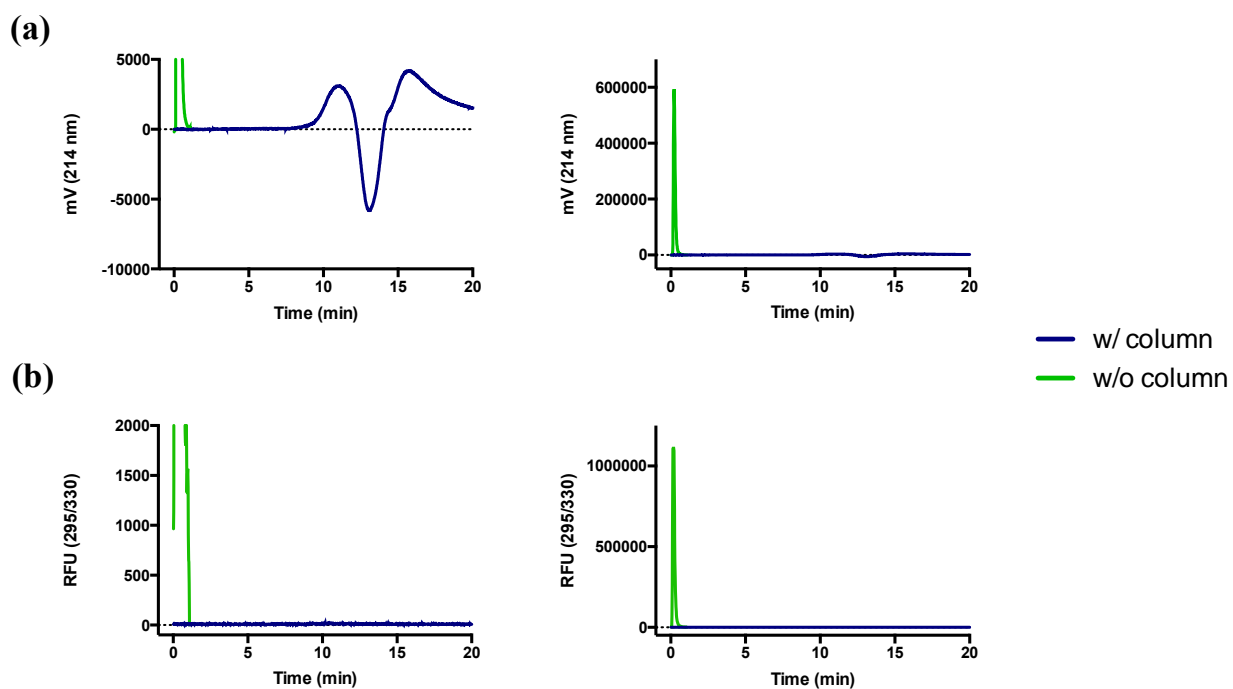 (a)
5000
0
-5000
-10000
mV (214 nm)
0 5 10 15 20
Time (min)
600000
400000
200000
0
mV (214 nm)
0 5 10 15 20
Time (min)
w/ column
w/o column
(b)
2000
1500
1000
500
0
RFU (295/330)
0 5 10 15 20
Time (min)
1000000
500000
0
RFU (295/330)
0 5 10 15 20
Time (min)